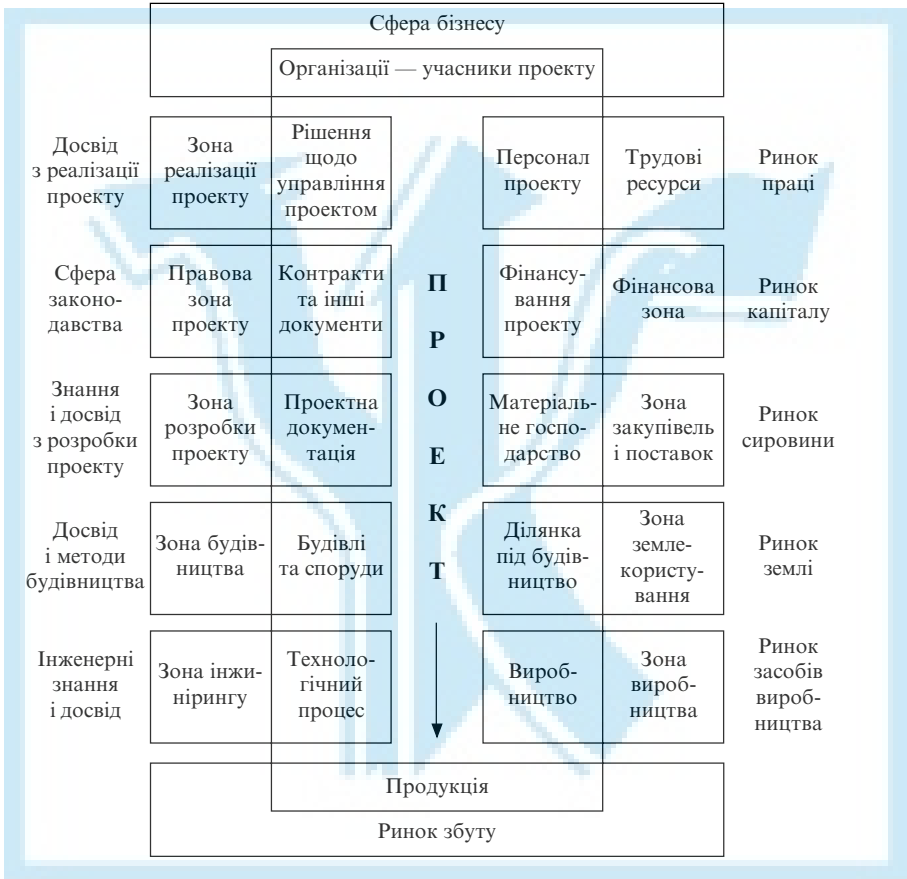 Сфера бізнесу
Організації — учасники проекту
Досвід
з реалізації
проекту
Зона
реалізації
проекту
Рішення
щодо
управління
проектом
Персонал
проекту
Трудові
ресурси
Ринок
праці
Сфера
законо-
давства
Правова
зона
проекту
Контракти
та інші
документи
Фінансу-
вання
проекту
Фінансова
зона
Ринок
капіталу
Знання
і досвід
з розробки
проекту
Зона
розробки
проекту
Проектна
докумен-
тація
Матеріаль-
не госпо-
дарство
Зона
закупівель
і поставок
Ринок
сировини
Досвід
і методи
будівництва
Зона будів-
ництва
Будівлі
та споруди
Ділянка
під будів-
ництво
Зона
земле-
користу-
вання
Ринок
землі
Інженерні
знання
і досвід
Зона інжи-
нірингу
Техноло-
гічний
процес
Вироб-
ництво
Зона
вироб-
ництва
Ринок
засобів
вироб-
ництва
П
Р
О
Е
К
Т
Продукція
Ринок збуту